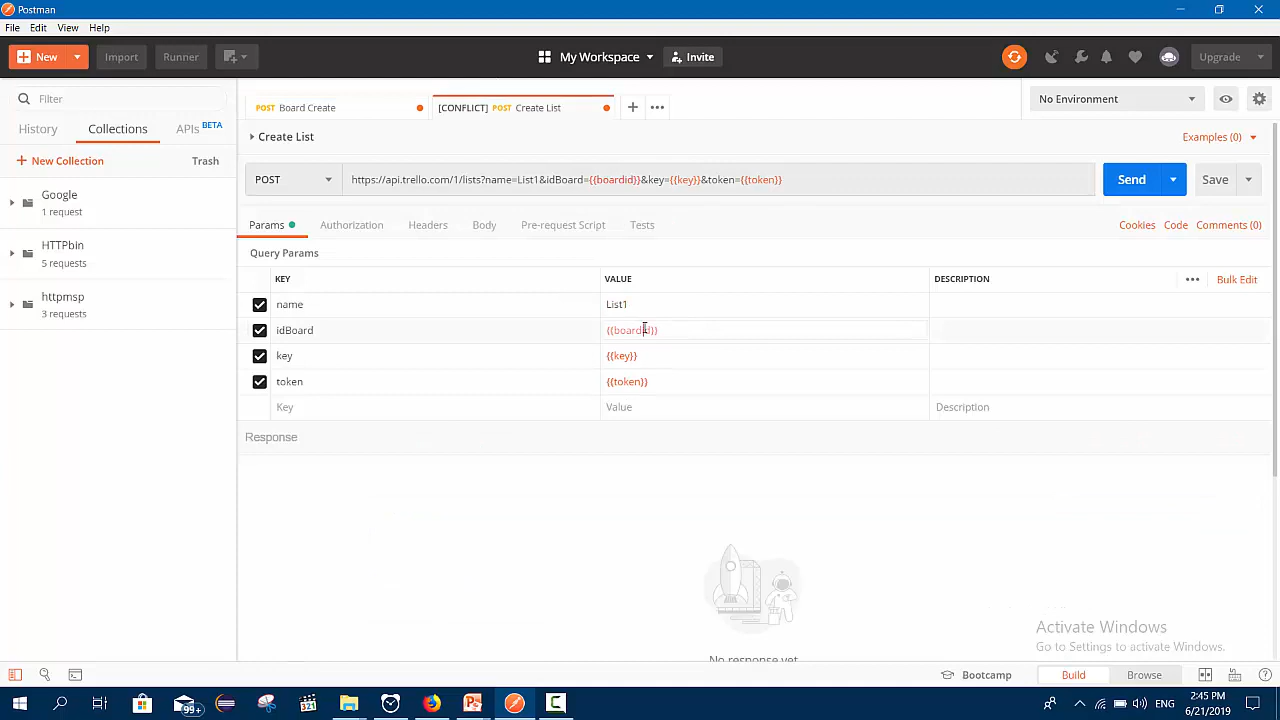 Postman
File Edit View Help
New Import Runner My Workspace Invite Upgrade
Filter
POST Board Create [CONFLICT] POST Create List No Environment
History Collections APIs BETA
Create List Examples (0)
+ New Collection Trash
POST https://api.trello.com/1/lists?name=List1&idBoard={{boardid}}&key={{key}}&token={{token}} Send Save
Google
1 request
Params Authorization Headers Body Pre-request Script Tests Cookies Code Comments (0)
HTTPbin
5 requests
Query Params
KEY VALUE DESCRIPTION Bulk Edit
httpmsp
3 requests
name List1
idBoard {{boardid}}
key {{key}}
token {{token}}
Key Value Description
Response
No response yet
Activate Windows
Go to Settings to activate Windows.
Bootcamp Build Browse
99+ 321 ENG 2:45 PM
6/21/2019